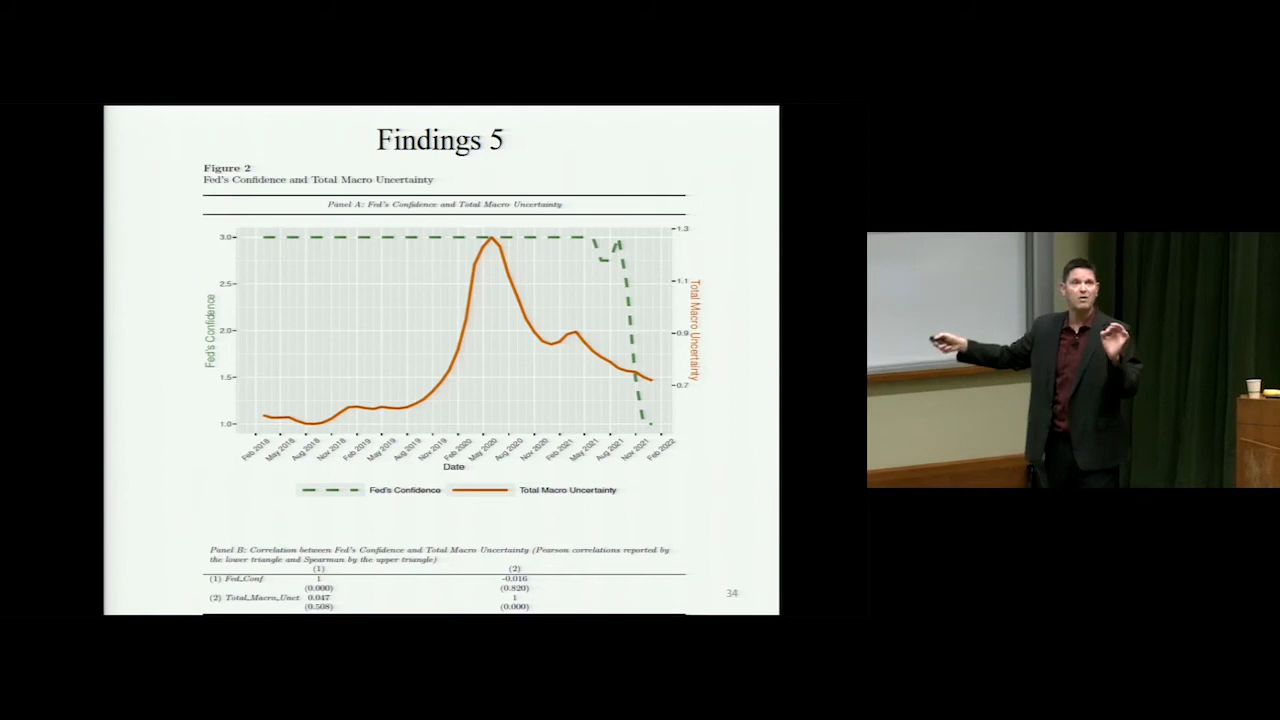 Findings 5
Figure 2
Fed's Confidence and Total Macro Uncertainty
Panel A: Fed's Confidence and Total Macro Uncertainty
3.0
2.5
2.0
1.5
1.0
Fed's Confidence
1.3
1.1
0.9
0.7
Total Macro Uncertainty
Feb 2018
May 2018
Aug 2018
Nov 2018
Feb 2019
May 2019
Aug 2019
Nov 2019
Feb 2020
May 2020
Aug 2020
Nov 2020
Feb 2021
May 2021
Aug 2021
Nov 2021
Feb 2022
Date
Fed's Confidence Total Macro Uncertainty
Panel B: Correlation between Fed's Confidence and Total Macro Uncertainty (Pearson correlations reported by
the lower triangle and Spearman by the upper triangle)
(1) (2)
(1) Fed_Conf 1 -0.016
(0.000) (0.820)
(2) Total_Macro_Unct 0.047 1
(0.508) (0.000)
34